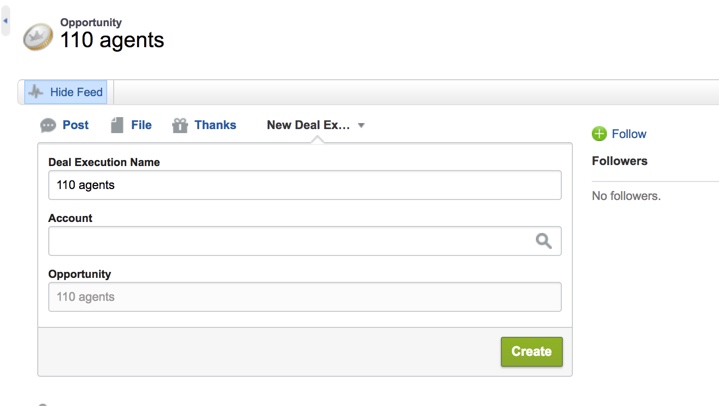 Opportunity
110 agents
Hide Feed
Post File Thanks New Deal Ex...
Deal Execution Name
110 agents
Account
Opportunity
110 agents
Create
Follow
Followers
No followers.